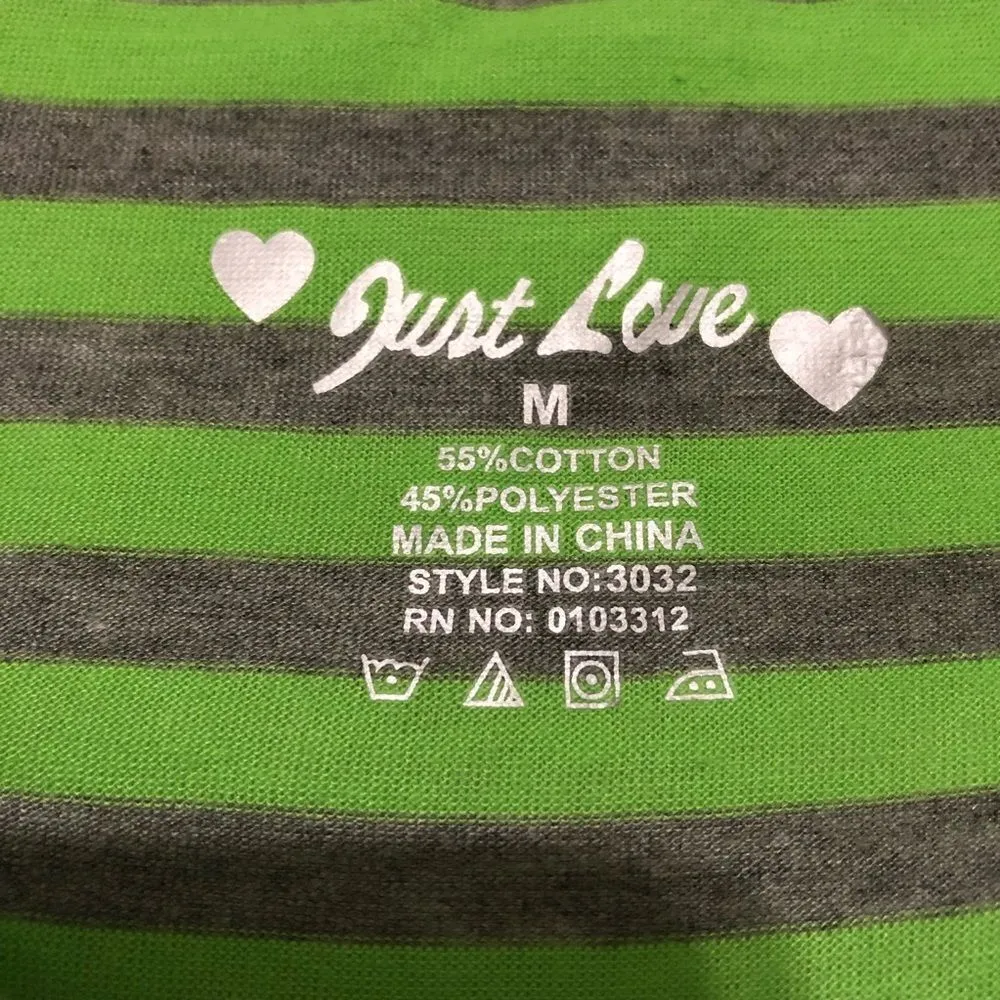 Just Love
M
55%COTTON
45%POLYESTER
MADE IN CHINA
STYLE NO:3032
RN NO: 0103312